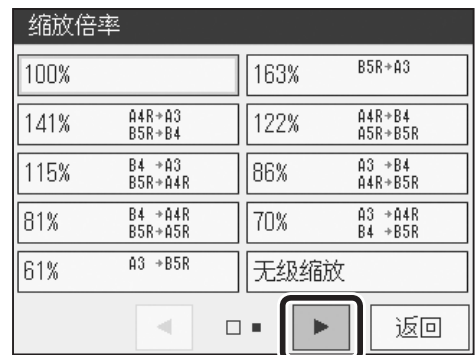 缩放倍率
100%
163% B5R→A3
141% A4R→A3
B5R→B4
122% A4R→B4
A5R→B5R
115% B4 →A3
B5R→A4R
86% A3 →B4
A4R→B5R
81% B4 →A4R
B5R→A5R
70% A3 →A4R
B4 →B5R
61% A3 →B5R
无级缩放
返回